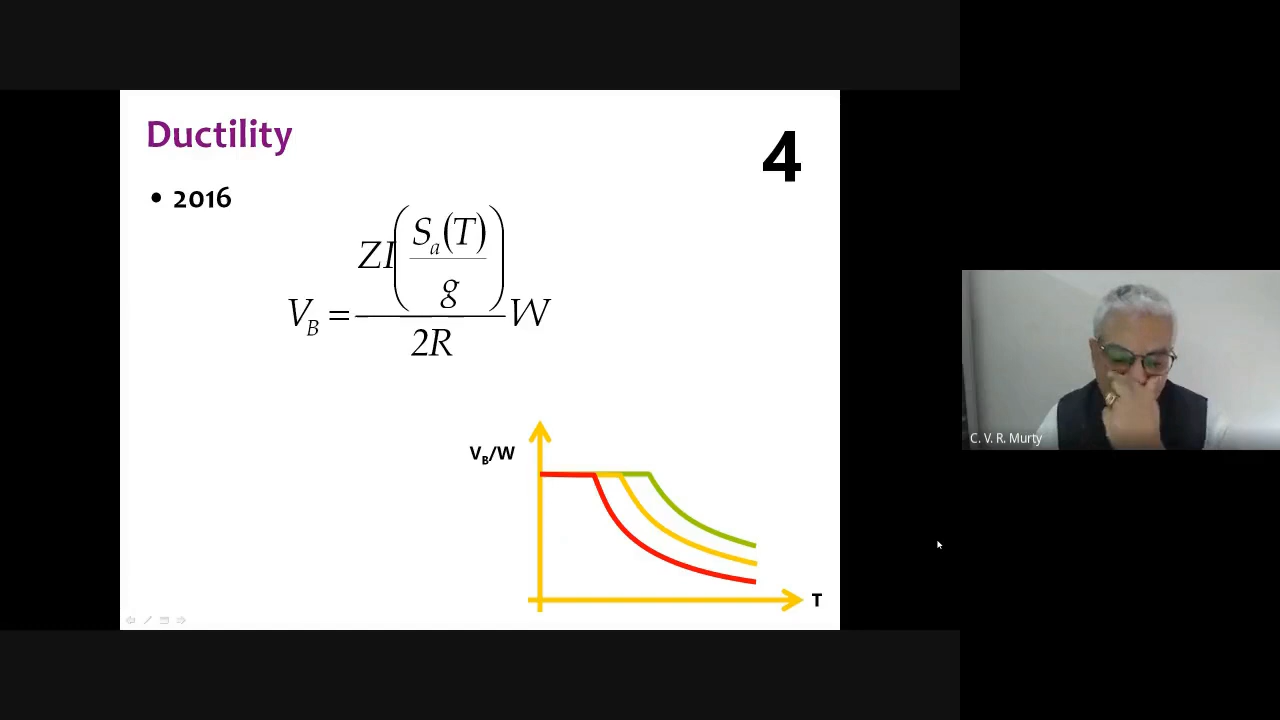 Ductility
4
• 2016
V_B = ZI(S_a(T)/g)/2R W
V_B/W
T
C. V. R. Murty